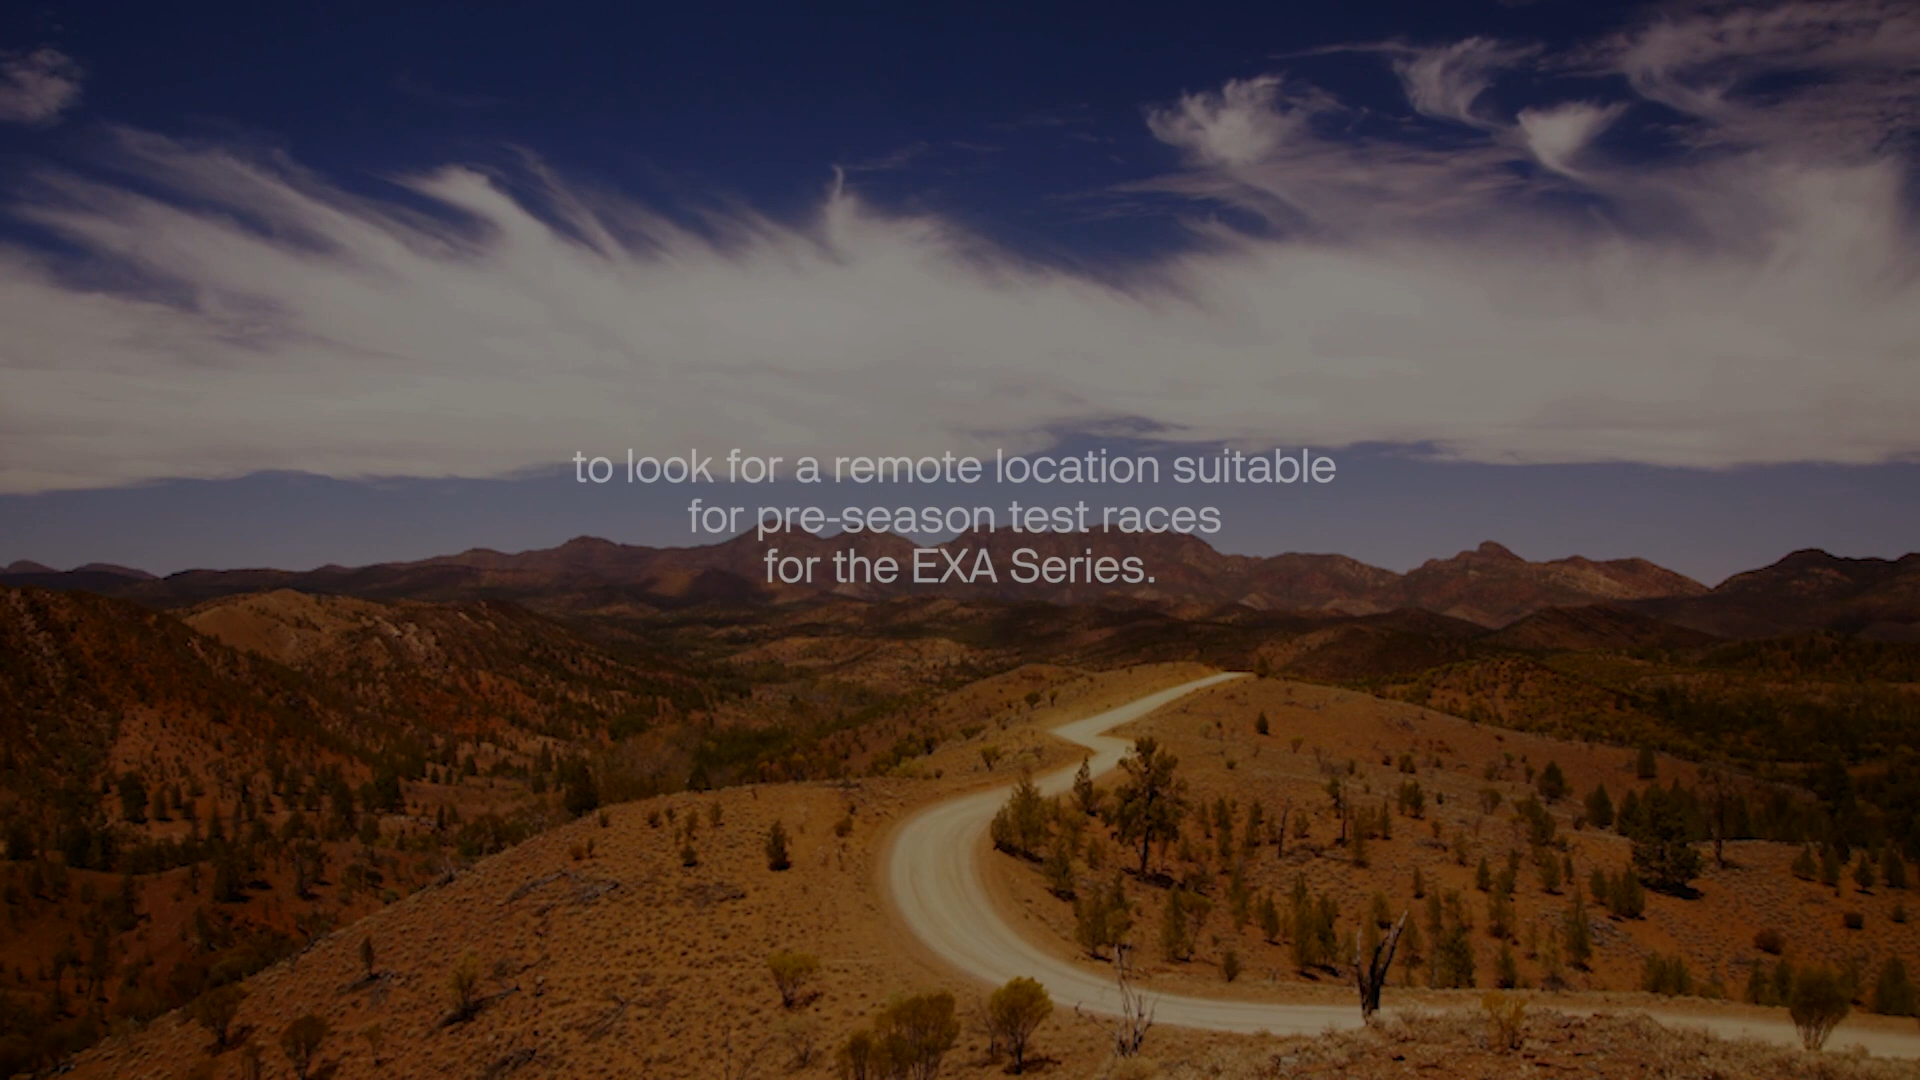 to look for a remote location suitable
for pre-season test races
for the EXA Series.